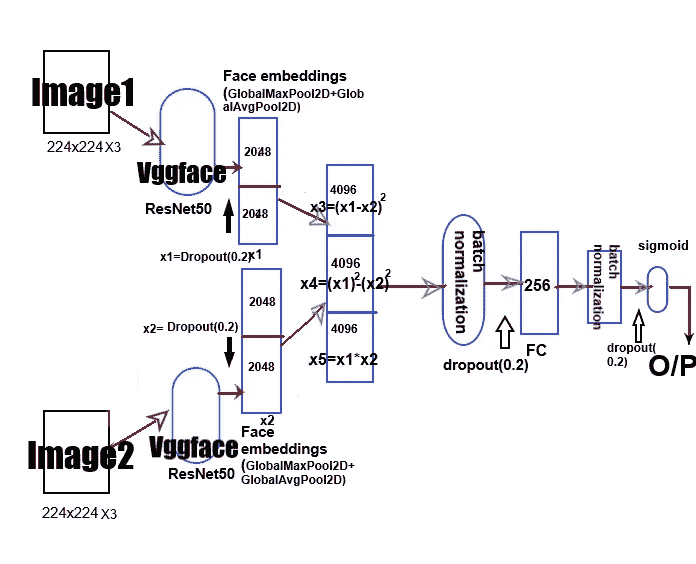 Image1
224x224 X3
Vggface
ResNet50
Face embeddings
(GlobalMaxPool2D+Glob
alAvgPool2D)
2048
2048
x1=Dropout(0.2)
x1
x2= Dropout(0.2)
2048
2048
x2
Image2
224x224 X3
Vggface
ResNet50
Face
embeddings
(GlobalMaxPool2D+
GlobalAvgPool2D)
4096
x3=(x1-x2)²
4096
x4=(x1)²-(x2)²
4096
x5=x1*x2
batch
normalization
dropout(0.2)
256
FC
batch
normalization
dropout(
0.2)
sigmoid
O/P